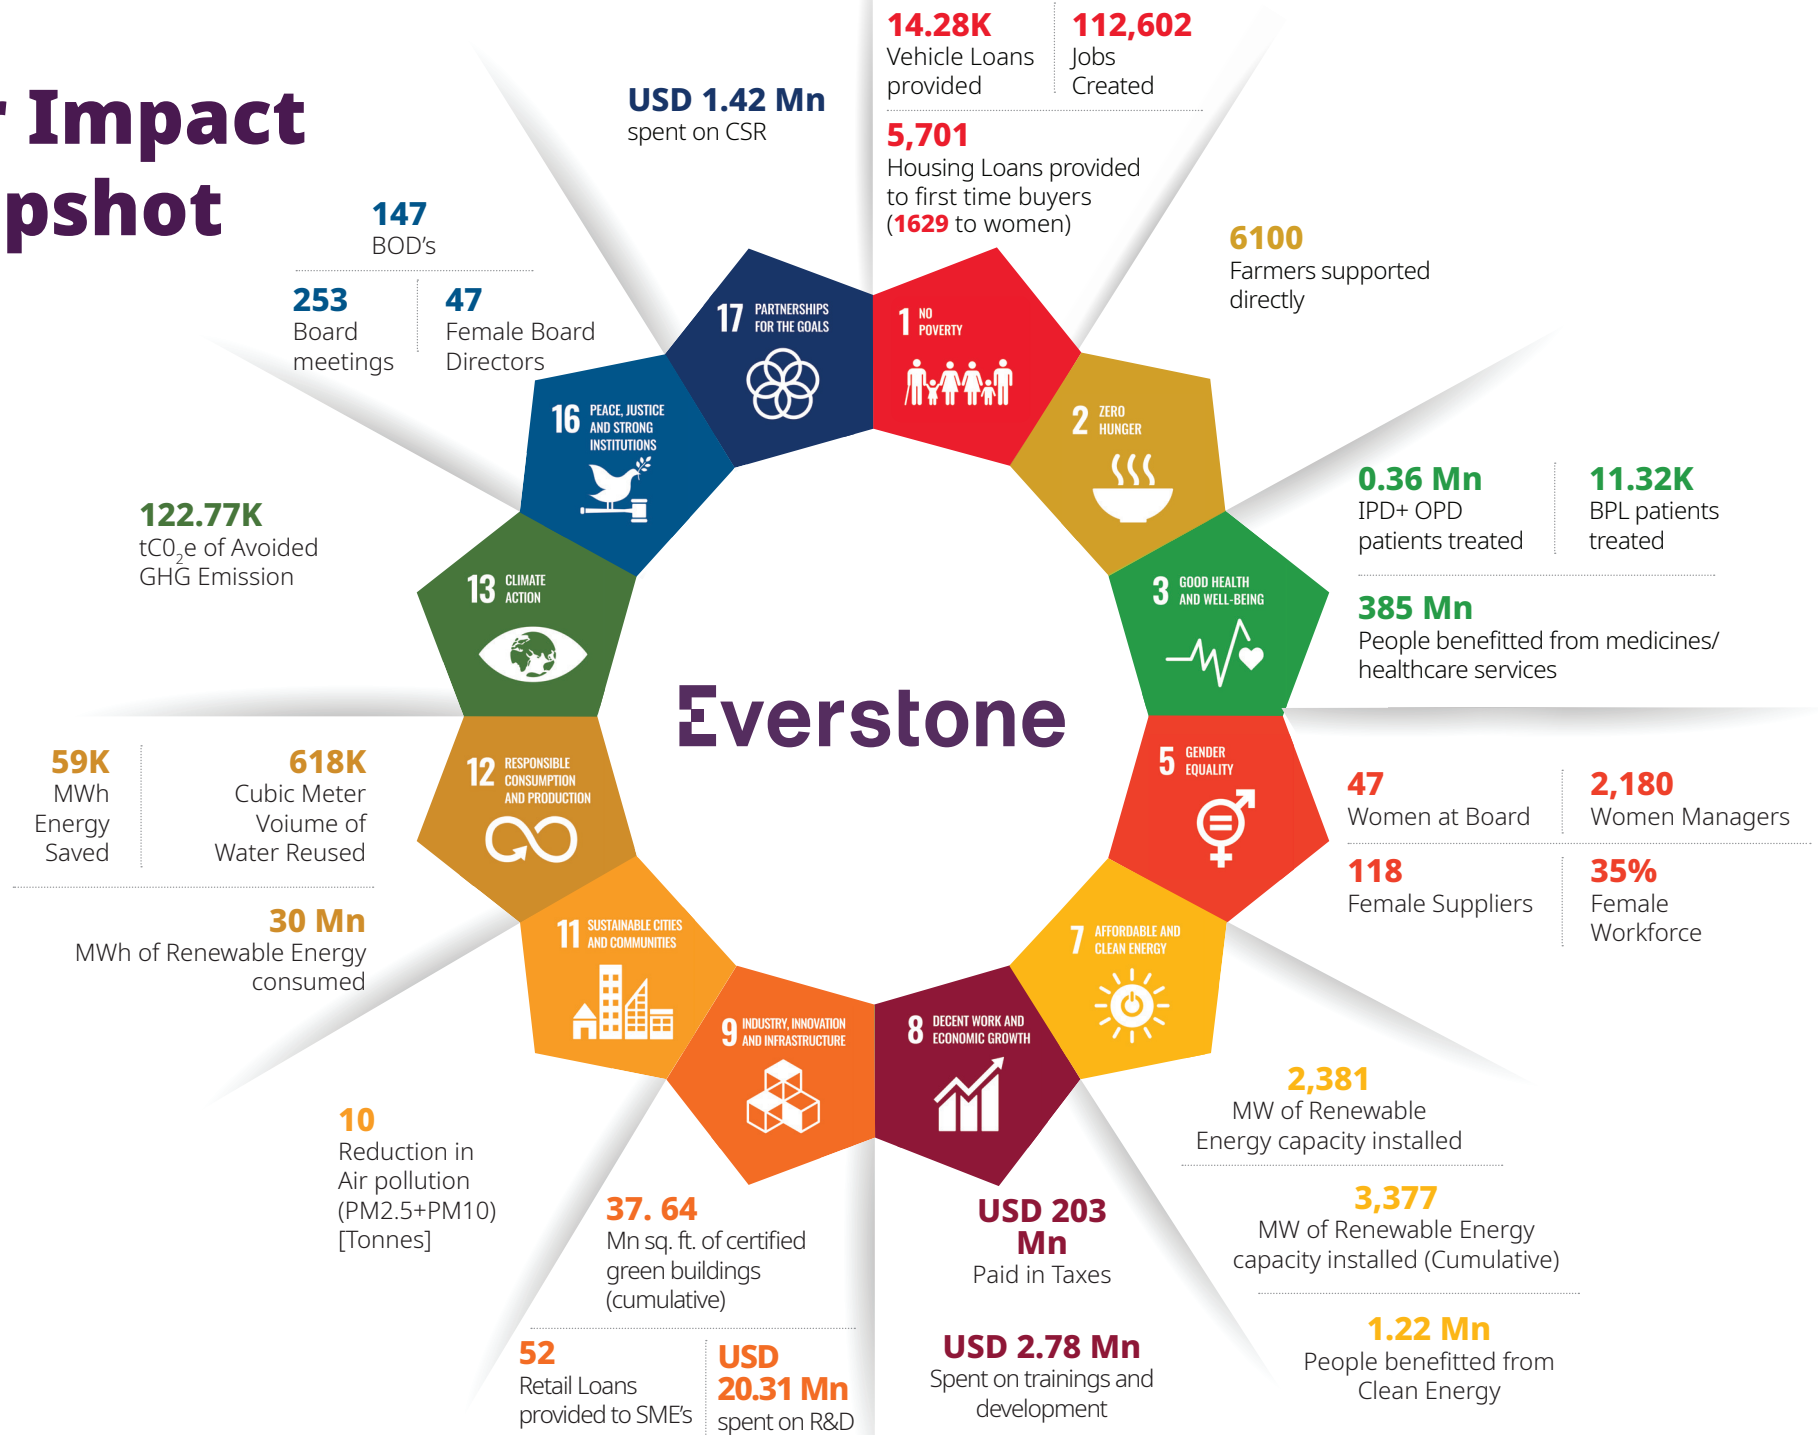 r Impact
pshot
14.28K
Vehicle Loans
provided
112,602
Jobs
Created
5,701
Housing Loans provided
to first time buyers
(1629 to women)
USD 1.42 Mn
spent on CSR
147
BOD's
253
Board
meetings
47
Female Board
Directors
6100
Farmers supported
directly
17 PARTNERSHIPS
FOR THE GOALS
1 NO
POVERTY
16 PEACE, JUSTICE
AND STRONG
INSTITUTIONS
2 ZERO
HUNGER
122.77K
tC0₂e of Avoided
GHG Emission
0.36 Mn
IPD+ OPD
patients treated
11.32K
BPL patients
treated
385 Mn
People benefitted from medicines/
healthcare services
13 CLIMATE
ACTION
3 GOOD HEALTH
AND WELL-BEING
Everstone
59K
MWh
Energy
Saved
618K
Cubic Meter
Voiume of
Water Reused
30 Mn
MWh of Renewable Energy
consumed
12 RESPONSIBLE
CONSUMPTION
AND PRODUCTION
5 GENDER
EQUALITY
47
Women at Board
2,180
Women Managers
118
Female Suppliers
35%
Female
Workforce
11 SUSTAINABLE CITIES
AND COMMUNITIES
7 AFFORDABLE AND
CLEAN ENERGY
9 INDUSTRY, INNOVATION
AND INFRASTRUCTURE
8 DECENT WORK AND
ECONOMIC GROWTH
10
Reduction in
Air pollution
(PM2.5+PM10)
[Tonnes]
37. 64
Mn sq. ft. of certified
green buildings
(cumulative)
52
Retail Loans
provided to SME's
USD
20.31 Mn
spent on R&D
USD 203
Mn
Paid in Taxes
USD 2.78 Mn
Spent on trainings and
development
2,381
MW of Renewable
Energy capacity installed
3,377
MW of Renewable Energy
capacity installed (Cumulative)
1.22 Mn
People benefitted from
Clean Energy